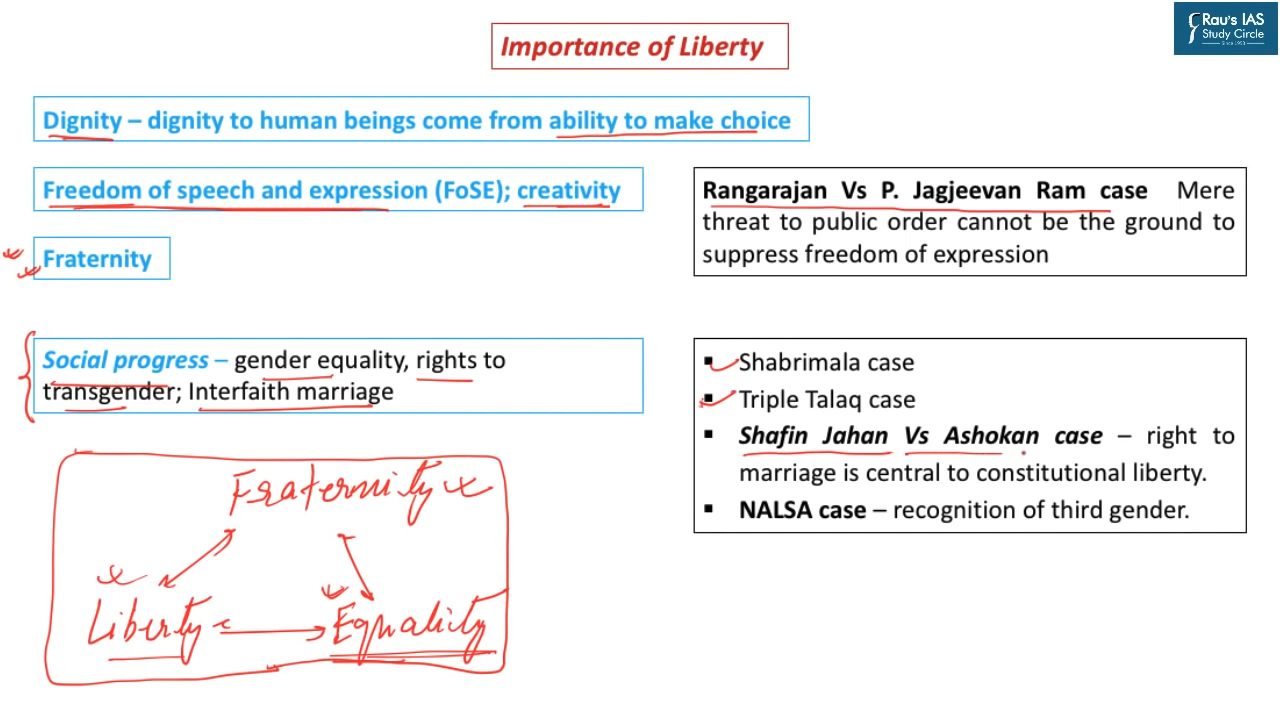 Rau's IAS
Study Circle
Since 1953
Importance of Liberty
Dignity – dignity to human beings come from ability to make choice
Freedom of speech and expression (FoSE); creativity
Fraternity
Rangarajan Vs P. Jagjeevan Ram case Mere
threat to public order cannot be the ground to
suppress freedom of expression
Social progress – gender equality, rights to
transgender; Interfaith marriage
▪ Shabrimala case
▪ Triple Talaq case
▪ Shafin Jahan Vs Ashokan case – right to
marriage is central to constitutional liberty.
▪ NALSA case – recognition of third gender.
Fraternity
Liberty
Equality